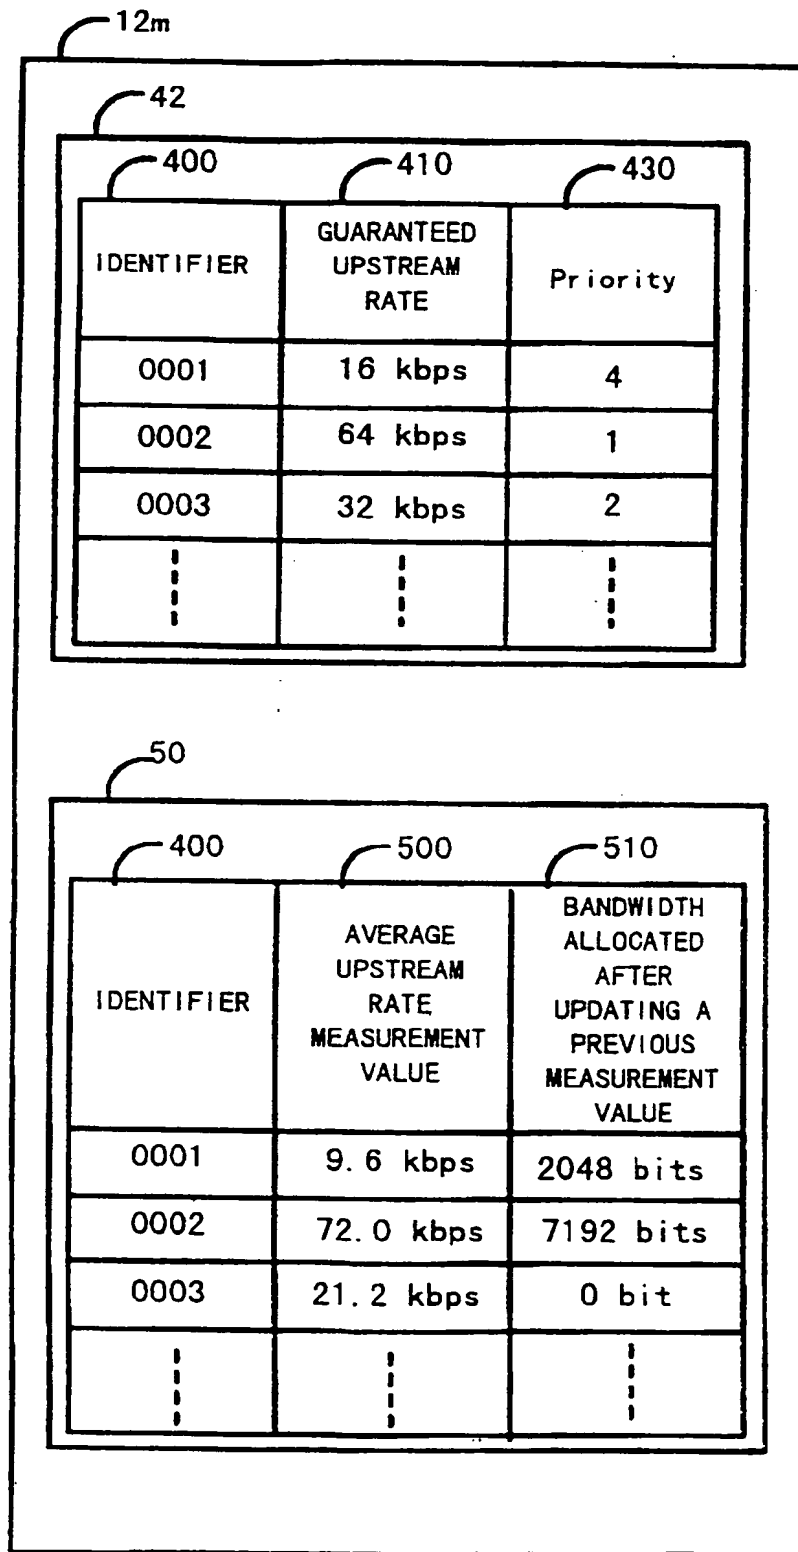 12m
42
400 410 430
IDENTIFIER
GUARANTEED
UPSTREAM
RATE
Priority
0001 16 kbps 4
0002 64 kbps 1
0003 32 kbps 2
50
400 500 510
IDENTIFIER
AVERAGE
UPSTREAM
RATE
MEASUREMENT
VALUE
BANDWIDTH
ALLOCATED
AFTER
UPDATING A
PREVIOUS
MEASUREMENT
VALUE
0001 9.6 kbps 2048 bits
0002 72.0 kbps 7192 bits
0003 21.2 kbps 0 bit